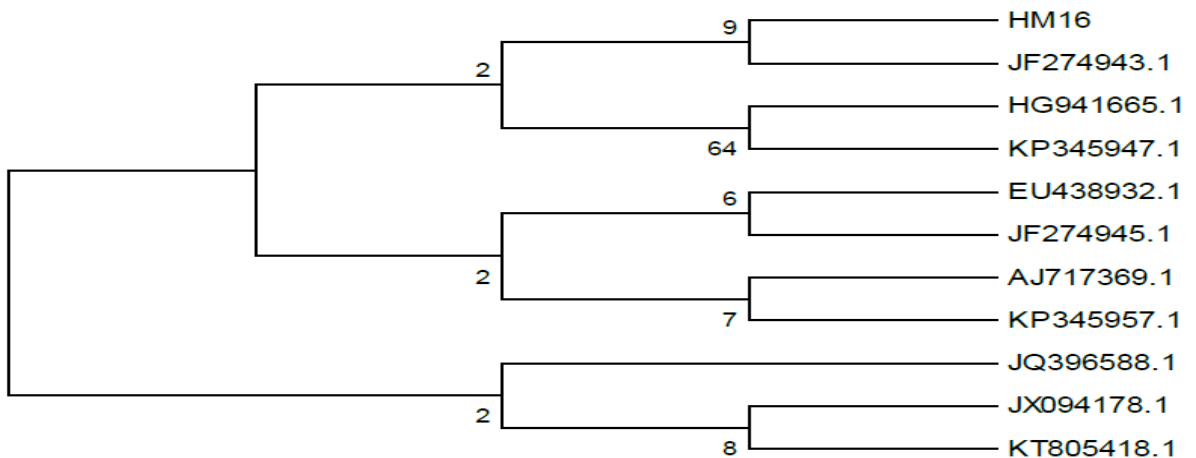 9
HM16
JF274943.1
2
HG941665.1
64
KP345947.1
6
EU438932.1
JF274945.1
2
AJ717369.1
7
KP345957.1
JQ396588.1
2
JX094178.1
8
KT805418.1